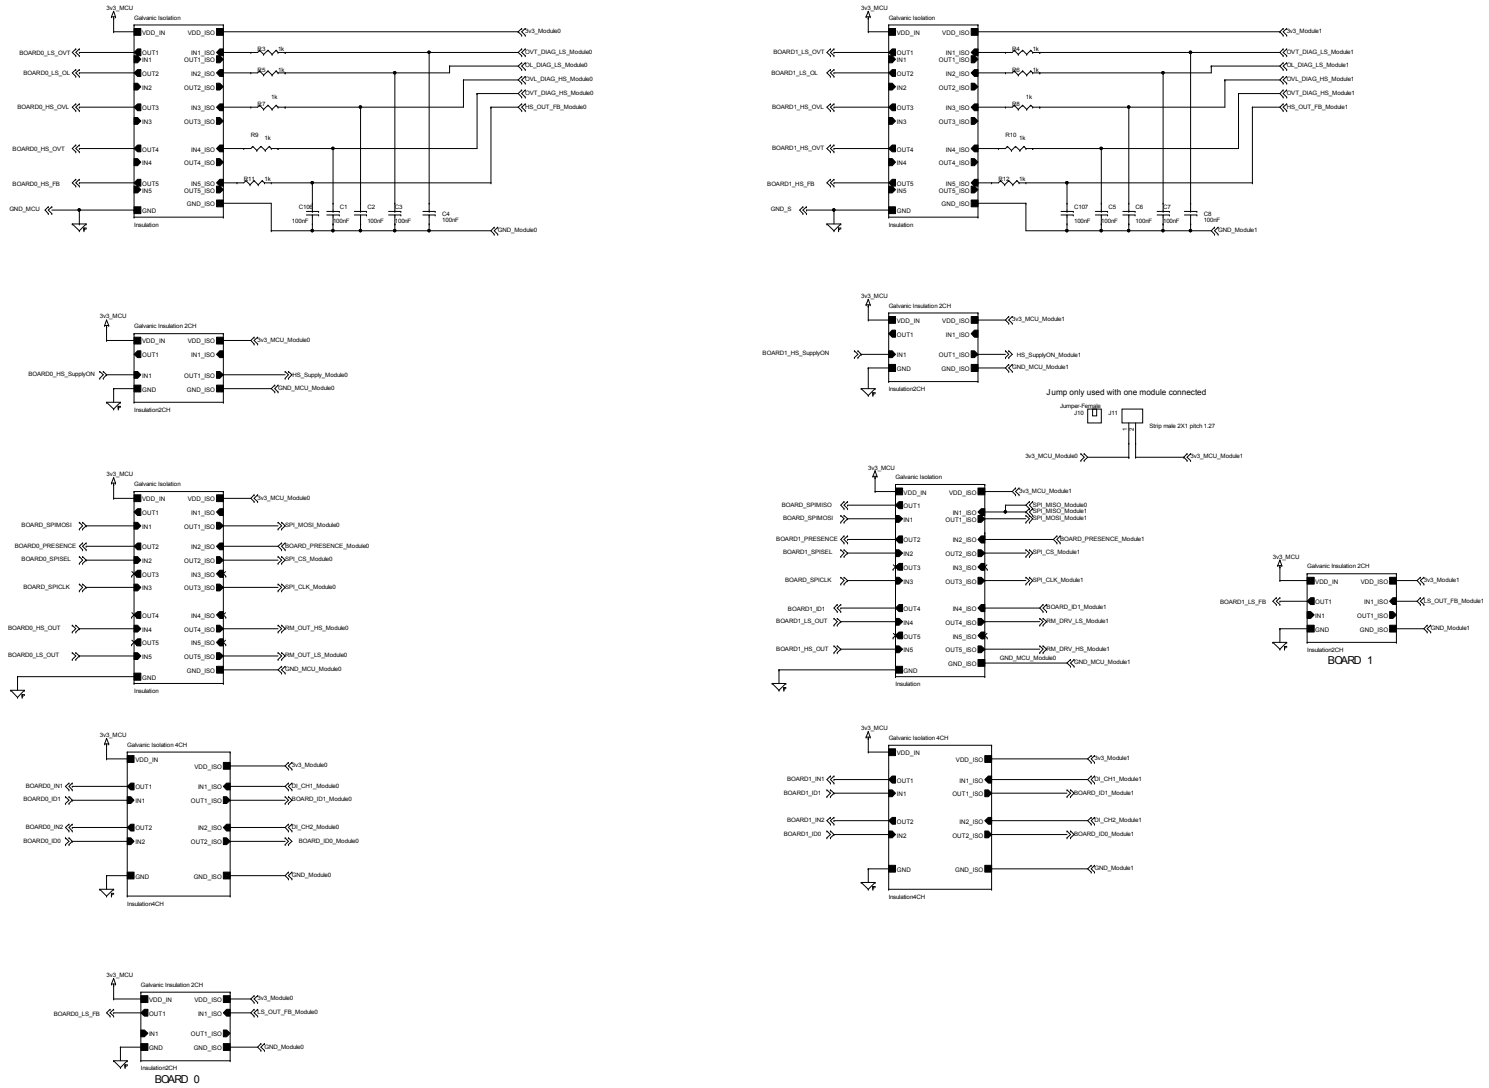 3v3_MCU
Galvanic Isolation
VDD_IN VDD_ISO 3v3_Module0
BOARD0_LS_OVT OUT1 IN1_ISO R3 1k OVT_DIAG_LS_Module0
IN1 OUT1_ISO
OL_DIAG_LS_Module0
BOARD0_LS_OL OUT2 IN2_ISO R5 1k
OVL_DIAG_HS_Module0
IN2 OUT2_ISO
OVT_DIAG_HS_Module0
1k
BOARD0_HS_OVL OUT3 IN3_ISO R7 HS_OUT_FB_Module0
IN3 OUT3_ISO
R9 1k
BOARD0_HS_OVT OUT4 IN4_ISO
IN4 OUT4_ISO
BOARD0_HS_FB OUT5 IN5_ISO R11 1k
IN5 OUT5_ISO
GND_ISO
GND_MCU GND C106 C1 C2 C3 C4
100nF 100nF 100nF 100nF 100nF
Insulation GND_Module0
3v3_MCU
Galvanic Isolation
VDD_IN VDD_ISO 3v3_Module1
BOARD1_LS_OVT OUT1 IN1_ISO R4 1k OVT_DIAG_LS_Module1
IN1 OUT1_ISO
OL_DIAG_LS_Module1
BOARD1_LS_OL OUT2 IN2_ISO R6 1k
OVL_DIAG_HS_Module1
IN2 OUT2_ISO
OVT_DIAG_HS_Module1
1k
BOARD1_HS_OVL OUT3 IN3_ISO R8 HS_OUT_FB_Module1
IN3 OUT3_ISO
R10 1k
BOARD1_HS_OVT OUT4 IN4_ISO
IN4 OUT4_ISO
BOARD1_HS_FB OUT5 IN5_ISO R12 1k
IN5 OUT5_ISO
GND_ISO
GND_S GND C107 C5 C6 C7 C8
100nF 100nF 100nF 100nF 100nF
Insulation GND_Module1
3v3_MCU
Galvanic Insulation 2CH
VDD_IN VDD_ISO 3v3_MCU_Module0
OUT1 IN1_ISO
BOARD0_HS_SupplyON IN1 OUT1_ISO HS_Supply_Module0
GND GND_ISO GND_MCU_Module0
Insulation2CH
3v3_MCU
Galvanic Insulation 2CH
VDD_IN VDD_ISO 3v3_MCU_Module1
OUT1 IN1_ISO
BOARD1_HS_SupplyON IN1 OUT1_ISO HS_SupplyON_Module1
GND GND_ISO GND_MCU_Module1
Insulation2CH
Jump only used with one module connected
Jumper-Female
J10 J11
Strip male 2X1 pitch 1.27
1 2
3v3_MCU_Module0 3v3_MCU_Module1
3v3_MCU
Galvanic Isolation
VDD_IN VDD_ISO 3v3_MCU_Module0
OUT1 IN1_ISO
BOARD_SPIMOSI IN1 OUT1_ISO SPI_MOSI_Module0
BOARD0_PRESENCE OUT2 IN2_ISO BOARD_PRESENCE_Module0
BOARD0_SPISEL IN2 OUT2_ISO SPI_CS_Module0
OUT3 IN3_ISO
BOARD_SPICLK IN3 OUT3_ISO SPI_CLK_Module0
OUT4 IN4_ISO
BOARD0_HS_OUT IN4 OUT4_ISO RM_OUT_HS_Module0
OUT5 IN5_ISO
BOARD0_LS_OUT IN5 OUT5_ISO RM_OUT_LS_Module0
GND_ISO GND_MCU_Module0
GND
Insulation
3v3_MCU
Galvanic Isolation
VDD_IN VDD_ISO 3v3_MCU_Module1
BOARD_SPIMISO OUT1 SPI_MISO_Module0
IN1_ISO SPI_MISO_Module1
BOARD_SPIMOSI IN1 OUT1_ISO SPI_MOSI_Module1
BOARD1_PRESENCE OUT2 IN2_ISO BOARD_PRESENCE_Module1
BOARD1_SPISEL IN2 OUT2_ISO SPI_CS_Module1
OUT3 IN3_ISO
BOARD_SPICLK IN3 OUT3_ISO SPI_CLK_Module1
BOARD1_ID1 OUT4 IN4_ISO BOARD_ID1_Module1
BOARD1_LS_OUT IN4 OUT4_ISO RM_DRV_LS_Module1
OUT5 IN5_ISO
BOARD1_HS_OUT IN5 OUT5_ISO RM_DRV_HS_Module1
GND_MCU_Module0
GND_ISO GND_MCU_Module1
GND
Insulation
3v3_MCU
Galvanic Insulation 2CH
VDD_IN VDD_ISO 3v3_Module1
BOARD1_LS_FB OUT1 IN1_ISO LS_OUT_FB_Module1
IN1 OUT1_ISO
GND GND_ISO GND_Module1
Insulation2CH
BOARD 1
3v3_MCU
Galvanic Isolation 4CH
VDD_IN
VDD_ISO 3v3_Module0
BOARD0_IN1 OUT1 IN1_ISO DI_CH1_Module0
BOARD0_ID1 IN1 OUT1_ISO BOARD_ID1_Module0
BOARD0_IN2 OUT2 IN2_ISO DI_CH2_Module0
BOARD0_ID0 IN2 OUT2_ISO BOARD_ID0_Module0
GND GND_ISO GND_Module0
Insulation4CH
3v3_MCU
Galvanic Isolation 4CH
VDD_IN
VDD_ISO 3v3_Module1
BOARD1_IN1 OUT1 IN1_ISO DI_CH1_Module1
BOARD1_ID1 IN1 OUT1_ISO BOARD_ID1_Module1
BOARD1_IN2 OUT2 IN2_ISO DI_CH2_Module1
BOARD1_ID0 IN2 OUT2_ISO BOARD_ID0_Module1
GND GND_ISO GND_Module1
Insulation4CH
3v3_MCU
Galvanic Insulation 2CH
VDD_IN VDD_ISO 3v3_Module0
BOARD0_LS_FB OUT1 IN1_ISO LS_OUT_FB_Module0
IN1 OUT1_ISO
GND GND_ISO GND_Module0
Insulation2CH
BOARD 0